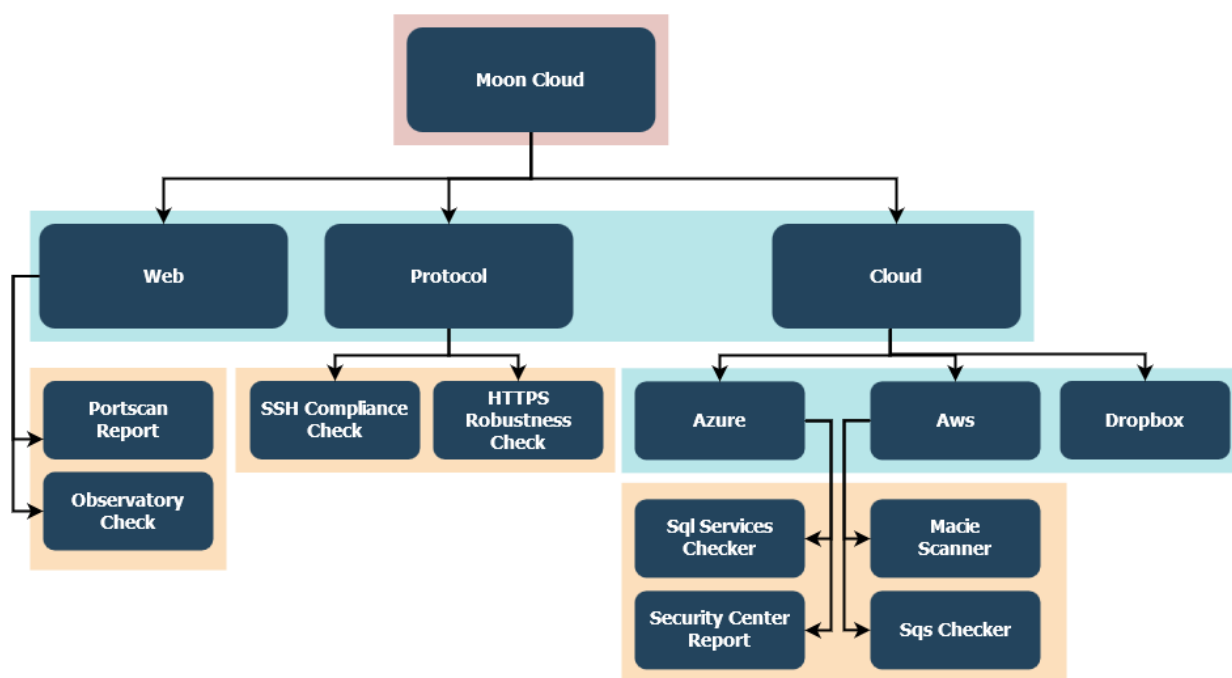 Moon Cloud
Web
Protocol
Cloud
Portscan
Report
Observatory
Check
SSH Compliance
Check
HTTPS
Robustness
Check
Azure
Aws
Dropbox
Sql Services
Checker
Macie
Scanner
Security Center
Report
Sqs Checker